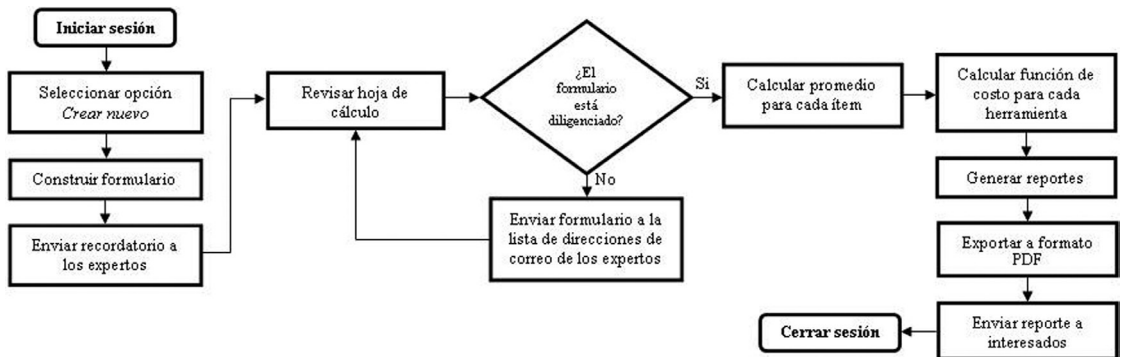 Iniciar sesión
Seleccionar opción
Crear nuevo
Construir formulario
Enviar recordatorio a
los expertos
Revisar hoja de
cálculo
¿El
formulario
está
diligenciado?
Si
No
Enviar formulario a la
lista de direcciones de
correo de los expertos
Calcular promedio
para cada ítem
Calcular función de
costo para cada
herramienta
Generar reportes
Exportar a formato
PDF
Enviar reporte a
interesados
Cerrar sesión